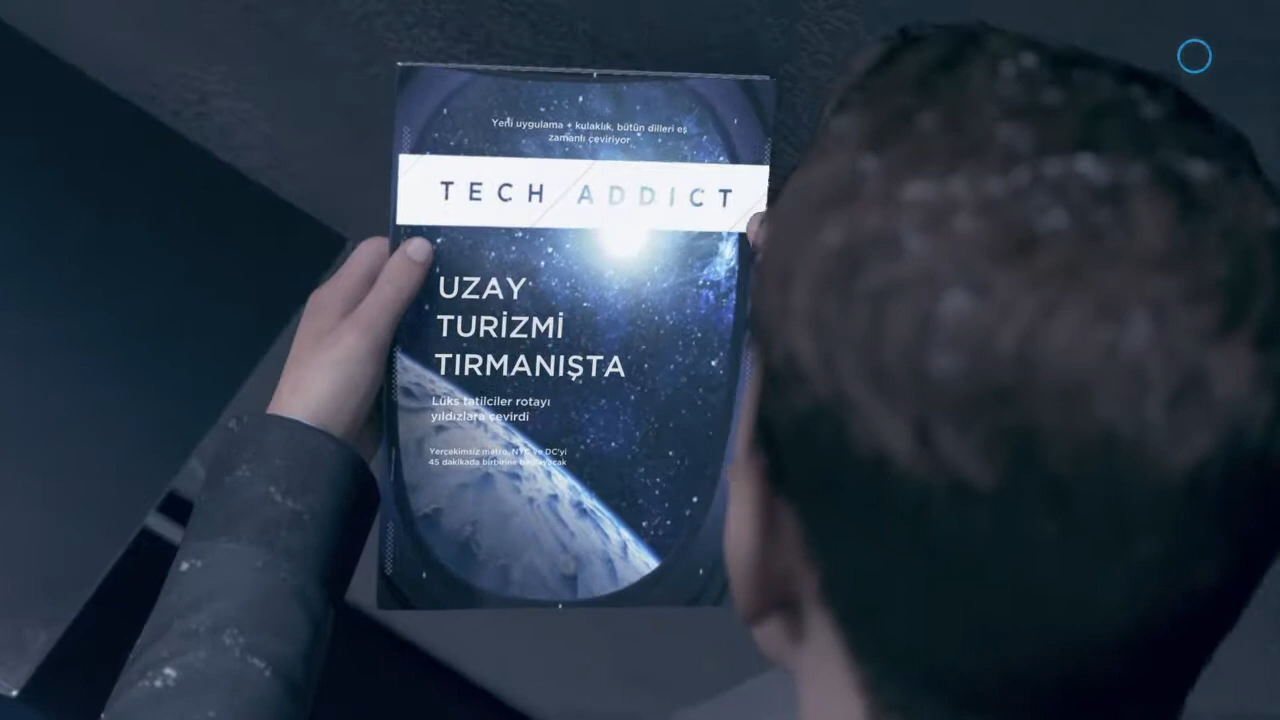 Yeni uygulama + kulaklık, bütün dilleri eş
zamanlı çeviriyor
TECH ADDICT
UZAY
TURİZMİ
TIRMANIŞTA
Lüks tatilciler rotayı
yıldızlara çevirdi
Yerçekimsiz metro, NYC ve DC'yi
45 dakikada birbirine bağlayacak